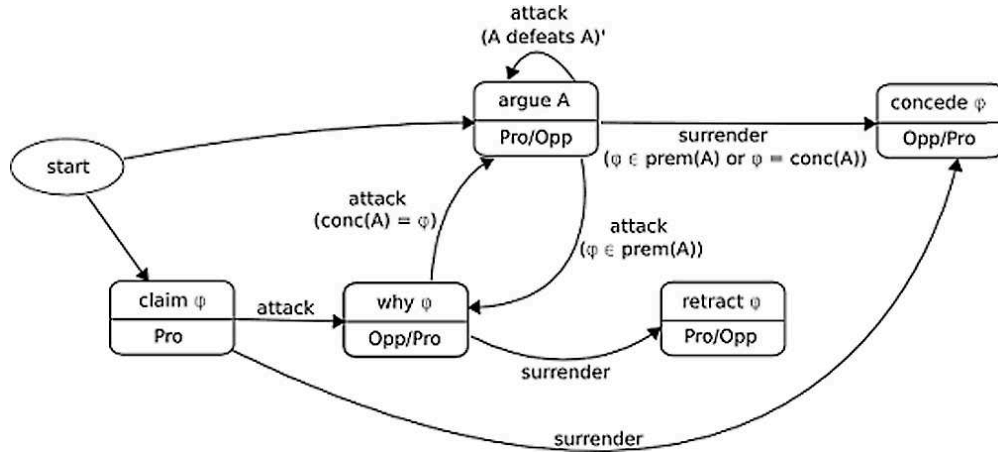 attack
(A defeats A)'
argue A
Pro/Opp
concede φ
Opp/Pro
surrender
(φ ∈ prem(A) or φ = conc(A))
start
attack
(conc(A) = φ)
attack
(φ ∈ prem(A))
claim φ
Pro
attack
why φ
Opp/Pro
retract φ
Pro/Opp
surrender
surrender